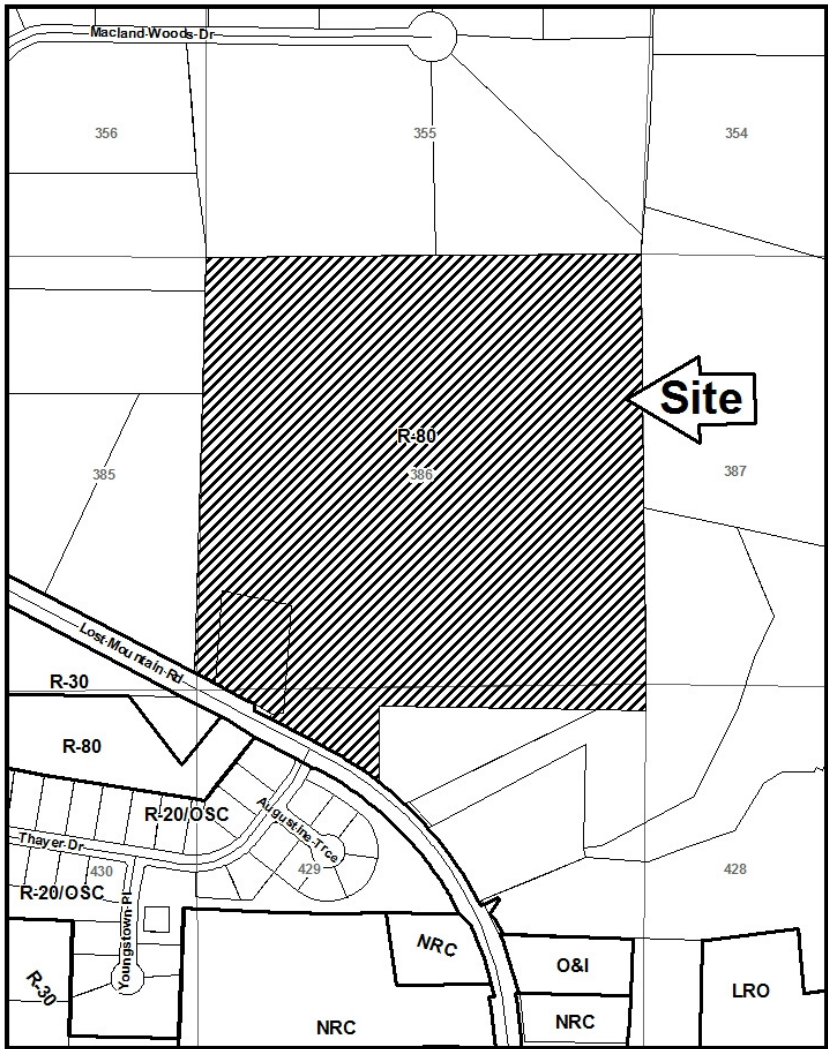 Macland Woods Dr
356
355
354
Site
R-80
385
386
387
Lost Mountain Rd
R-30
R-80
R-20/OSC
Augustine Trce
Thayer Dr
430
429
428
R-20/OSC
Youngstown Pl
NRC
O&I
R-30
LRO
NRC
NRC